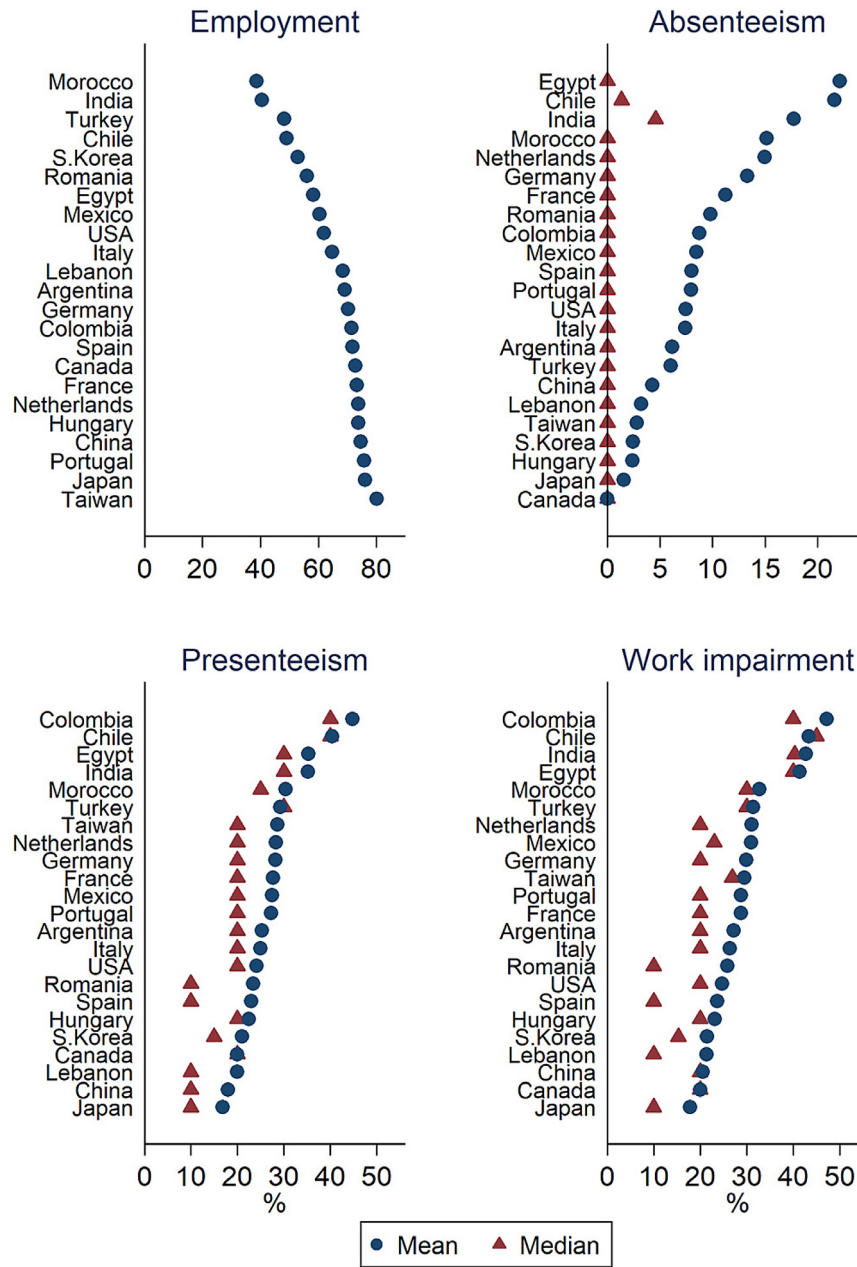 Employment
Morocco
India
Turkey
Chile
S.Korea
Romania
Egypt
Mexico
USA
Italy
Lebanon
Argentina
Germany
Colombia
Spain
Canada
France
Netherlands
Hungary
China
Portugal
Japan
Taiwan
0 20 40 60 80
Absenteeism
Egypt
Chile
India
Morocco
Netherlands
Germany
France
Romania
Colombia
Mexico
Spain
Portugal
USA
Italy
Argentina
Turkey
China
Lebanon
Taiwan
S.Korea
Hungary
Japan
Canada
0 5 10 15 20
Presenteeism
Colombia
Chile
Egypt
India
Morocco
Turkey
Taiwan
Netherlands
Germany
France
Mexico
Portugal
Argentina
Italy
USA
Romania
Spain
Hungary
S.Korea
Canada
Lebanon
China
Japan
0 10 20 30 40 50
%
Work impairment
Colombia
Chile
India
Egypt
Morocco
Turkey
Netherlands
Mexico
Germany
Taiwan
Portugal
France
Argentina
Italy
Romania
USA
Spain
Hungary
S.Korea
Lebanon
China
Canada
Japan
0 10 20 30 40 50
%
Mean Median